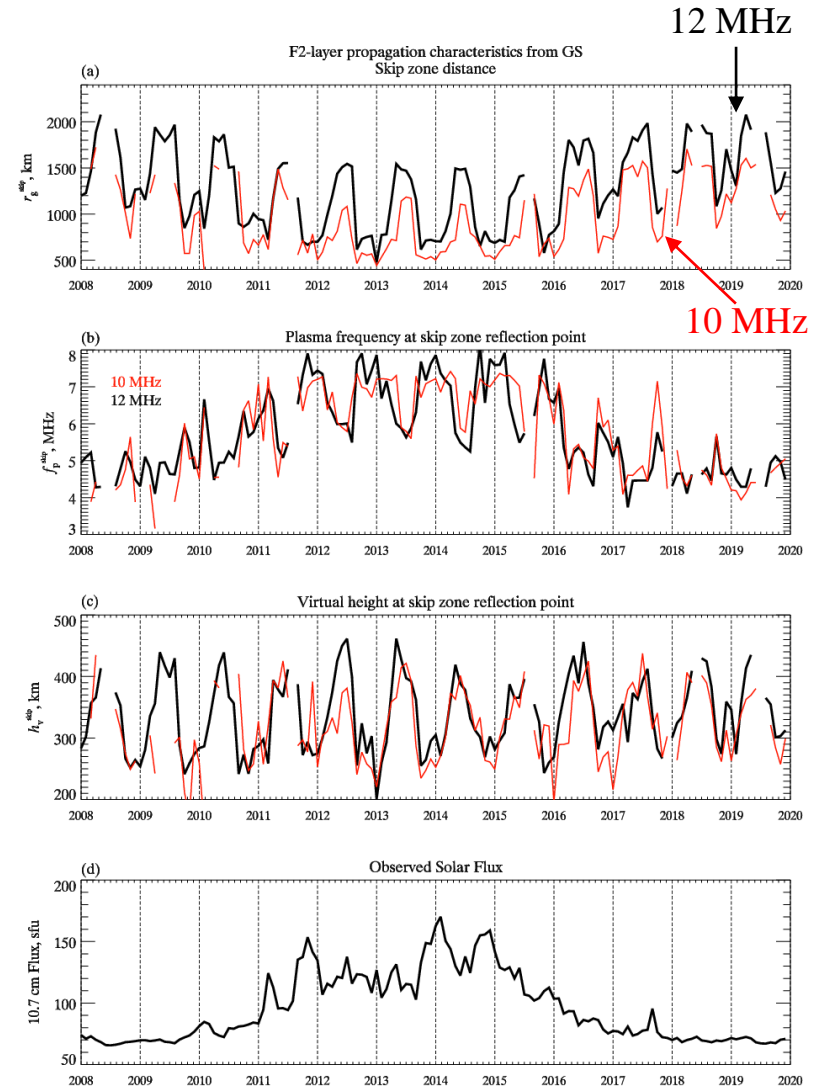 12 MHz
F2-layer propagation characteristics from GS
(a) Skip zone distance
2000
1500
1000
500
r_g^skip, km
2008 2009 2010 2011 2012 2013 2014 2015 2016 2017 2018 2019 2020
10 MHz
(b) Plasma frequency at skip zone reflection point
8
7
6
5
4
3
10 MHz
12 MHz
f_p^skip, MHz
2008 2009 2010 2011 2012 2013 2014 2015 2016 2017 2018 2019 2020
(c) Virtual height at skip zone reflection point
500
400
300
200
h_v^skip, km
2008 2009 2010 2011 2012 2013 2014 2015 2016 2017 2018 2019 2020
(d) Observed Solar Flux
200
150
100
50
10.7 cm Flux, sfu
2008 2009 2010 2011 2012 2013 2014 2015 2016 2017 2018 2019 2020